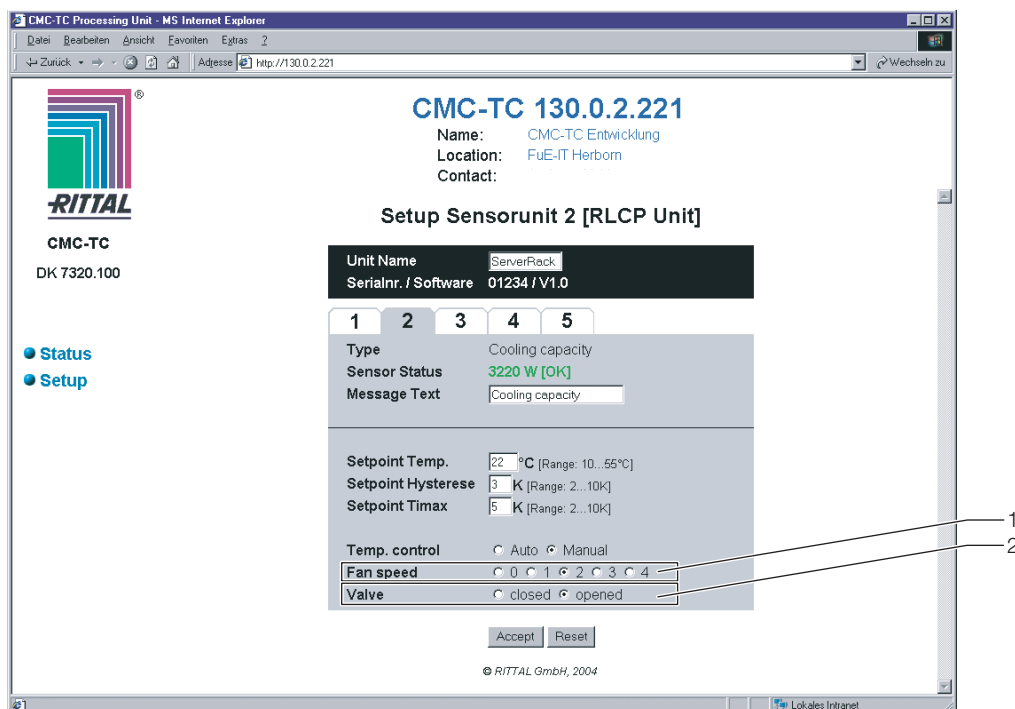 CMC-TC Processing Unit - MS Internet Explorer
Datei Bearbeiten Ansicht Favoriten Extras ?
Zurück Adresse http://130.0.2.221 Wechseln zu
®
RITTAL
CMC-TC
DK 7320.100
Status
Setup
CMC-TC 130.0.2.221
Name: CMC-TC Entwicklung
Location: FuE-IT Herborn
Contact:
Setup Sensorunit 2 [RLCP Unit]
Unit Name ServerRack
Serialnr. / Software 01234 / V1.0
1 2 3 4 5
Type Cooling capacity
Sensor Status 3220 W [OK]
Message Text Cooling capacity
Setpoint Temp. 22 °C [Range: 10...55°C]
Setpoint Hysterese 3 K [Range: 2...10K]
Setpoint Timax 5 K [Range: 2...10K]
Temp. control Auto Manual
Fan speed 0 1 2 3 4
1
Valve closed opened
2
Accept Reset
© RITTAL GmbH, 2004
Lokales Intranet